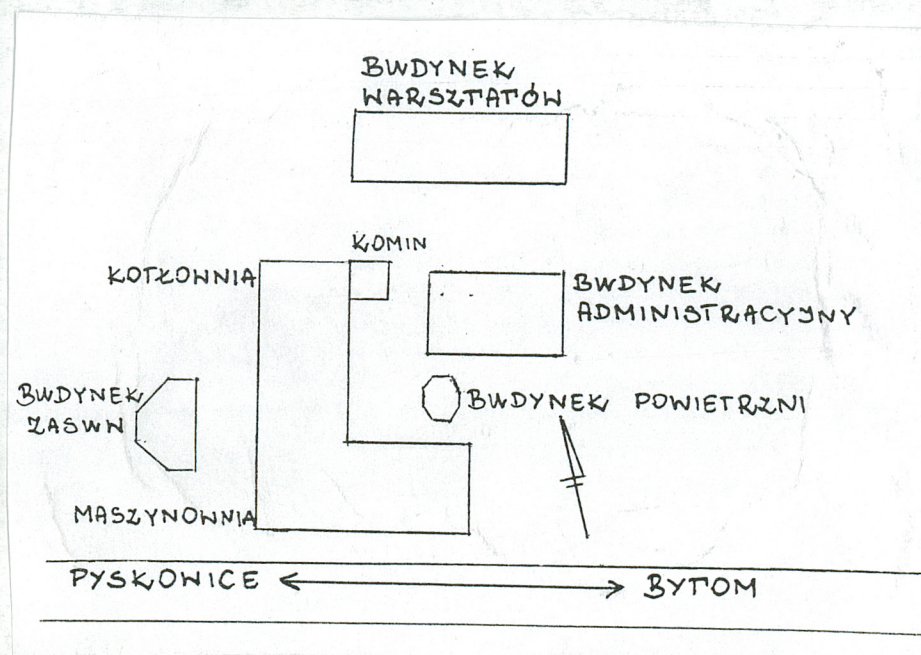 BUDYNEK
WARSZTATÓW
KOMIN
KOTŁOWNIA
BUDYNEK
ADMINISTRACYJNY
BUDYNEK
ZASUW
BUDYNEK POWIETRZNI
MASZYNOWNIA
PYSKOWICE
BYTOM